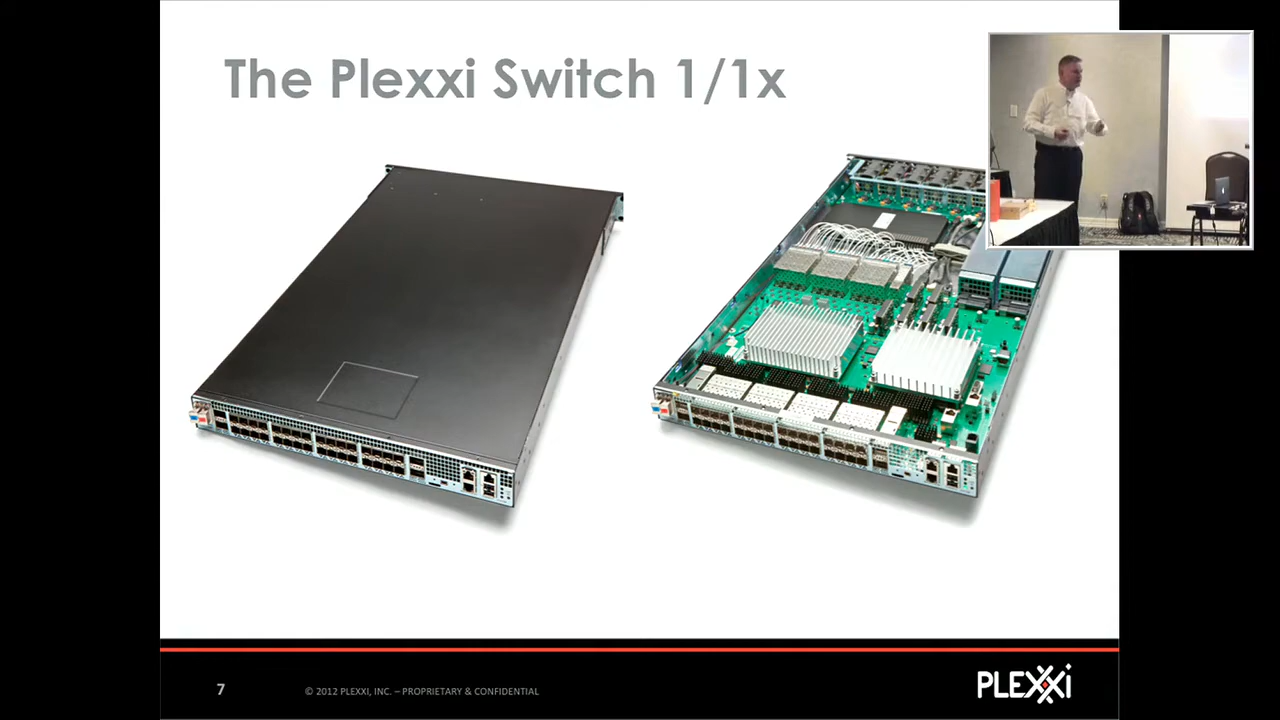 The Plexxi Switch 1/1x
7
© 2012 PLEXXI, INC. – PROPRIETARY & CONFIDENTIAL
PLEXXI